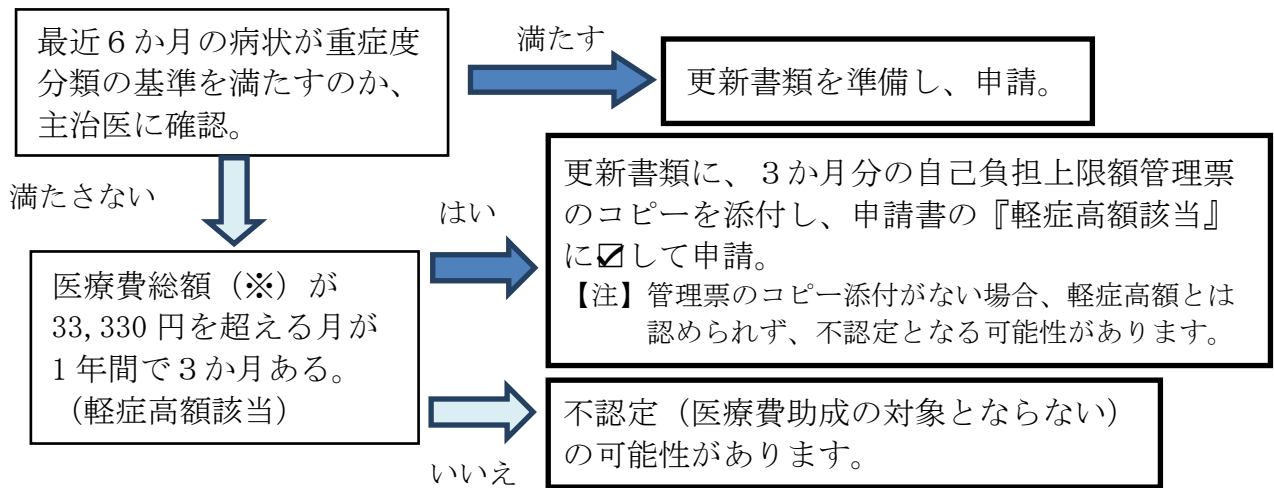 最近６か月の病状が重症度
分類の基準を満たすのか、
主治医に確認。
満たす
更新書類を準備し、申請。
満たさない
医療費総額（※）が
33,330 円を超える月が
1 年間で３か月ある。
（軽症高額該当）
はい
更新書類に、３か月分の自己負担上限額管理票
のコピーを添付し、申請書の『軽症高額該当』
に☑して申請。
【注】管理票のコピー添付がない場合、軽症高額とは
認められず、不認定となる可能性があります。
いいえ
不認定（医療費助成の対象とならない）
の可能性があります。